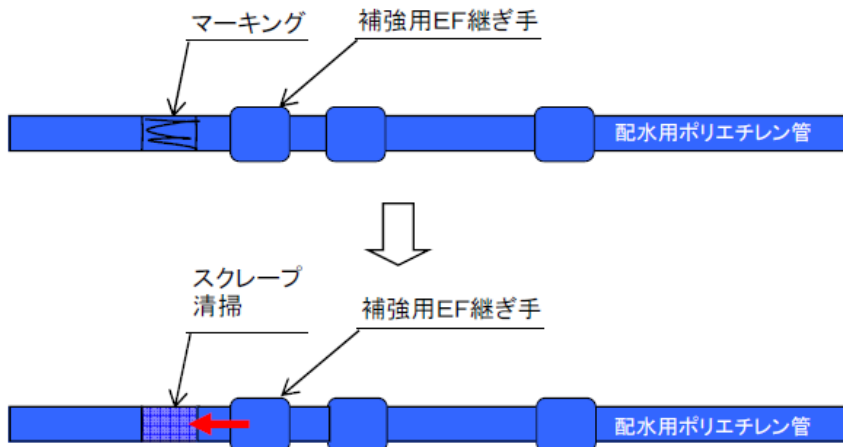 マーキング
補強用EF継ぎ手
配水用ポリエチレン管
スクレープ
清掃
補強用EF継ぎ手
配水用ポリエチレン管